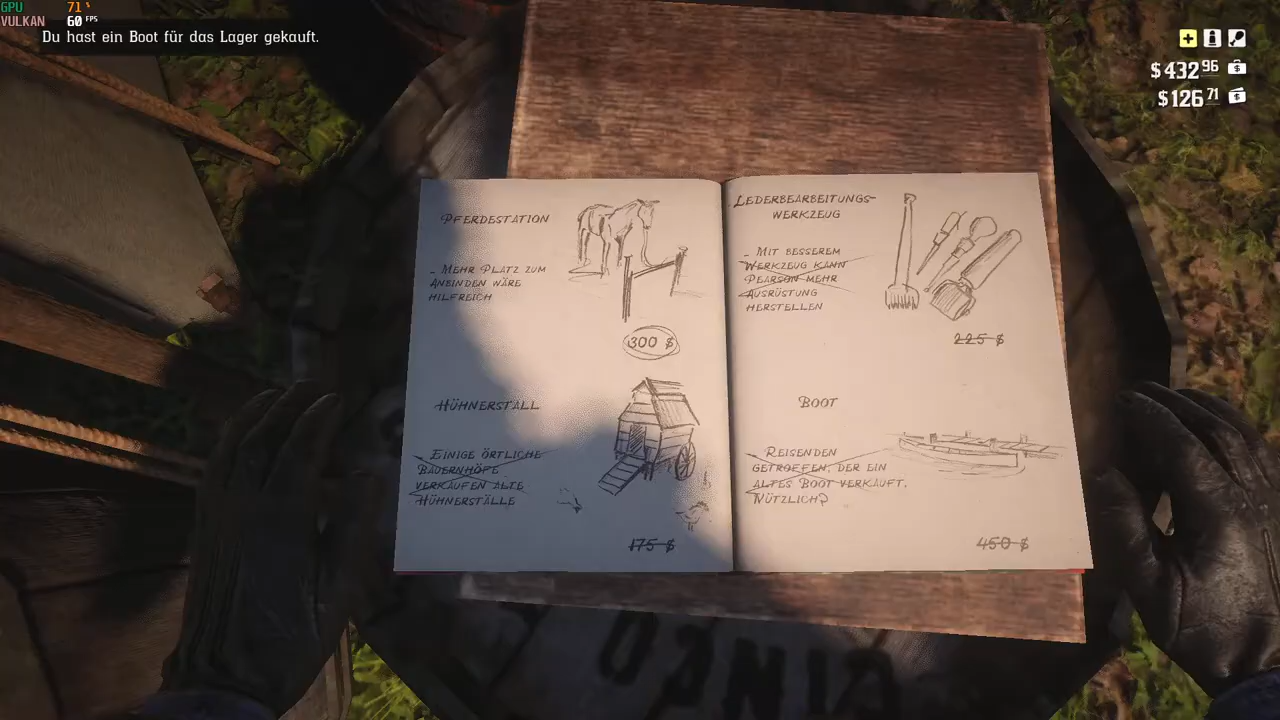 GPU 71 %
VULKAN 60 FPS
Du hast ein Boot für das Lager gekauft.
$432 96
$126 71
PFERDESTATION
- MEHR PLATZ ZUM
ANBINDEN WÄRE
HILFREICH
300 $
HÜHNERSTALL
EINIGE ÖRTLICHE
BAUERNHÖFE
VERKAUFEN ALTE
HÜHNERSTÄLLE
175 $
LEDERBEARBEITUNGS-
WERKZEUG
- MIT BESSEREM
WERKZEUG KANN
PEARSON MEHR
AUSRÜSTUNG
HERSTELLEN
225 $
BOOT
REISENDEN
GETROFFEN, DER EIN
ALTES BOOT VERKAUFT.
NÜTZLICH?
450 $